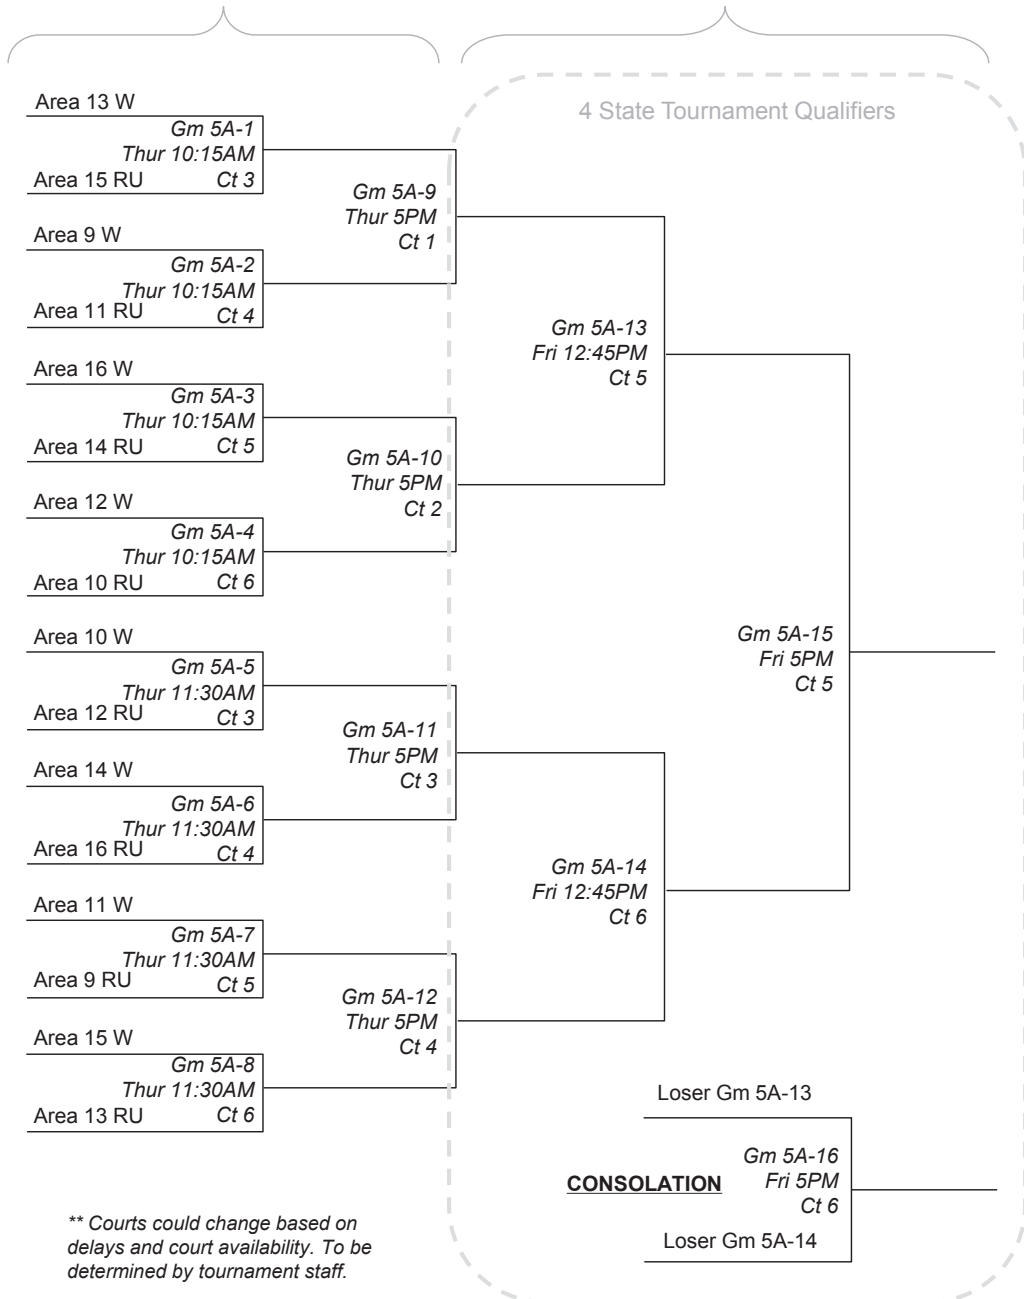 4 State Tournament Qualifiers
Area 13 W
Gm 5A-1
Thur 10:15AM
Area 15 RU
Ct 3
Area 9 W
Gm 5A-2
Thur 10:15AM
Area 11 RU
Ct 4
Area 16 W
Gm 5A-3
Thur 10:15AM
Area 14 RU
Ct 5
Area 12 W
Gm 5A-4
Thur 10:15AM
Area 10 RU
Ct 6
Area 10 W
Gm 5A-5
Thur 11:30AM
Area 12 RU
Ct 3
Area 14 W
Gm 5A-6
Thur 11:30AM
Area 16 RU
Ct 4
Area 11 W
Gm 5A-7
Thur 11:30AM
Area 9 RU
Ct 5
Area 15 W
Gm 5A-8
Thur 11:30AM
Area 13 RU
Ct 6
Gm 5A-9
Thur 5PM
Ct 1
Gm 5A-10
Thur 5PM
Ct 2
Gm 5A-11
Thur 5PM
Ct 3
Gm 5A-12
Thur 5PM
Ct 4
Gm 5A-13
Fri 12:45PM
Ct 5
Gm 5A-14
Fri 12:45PM
Ct 6
Gm 5A-15
Fri 5PM
Ct 5
Loser Gm 5A-13
Gm 5A-16
CONSOLATION
Fri 5PM
Ct 6
Loser Gm 5A-14
** Courts could change based on
delays and court availability. To be
determined by tournament staff.